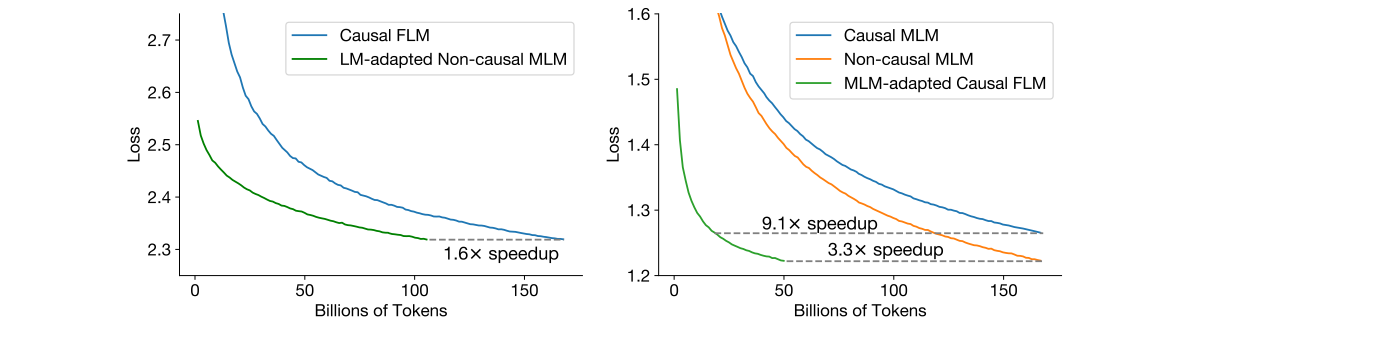 Causal FLM
LM-adapted Non-causal MLM
2.7
2.6
2.5
2.4
2.3
Loss
1.6× speedup
0
50
100
150
Billions of Tokens
Causal MLM
Non-causal MLM
MLM-adapted Causal FLM
1.6
1.5
1.4
1.3
1.2
Loss
9.1× speedup
3.3× speedup
0
50
100
150
Billions of Tokens